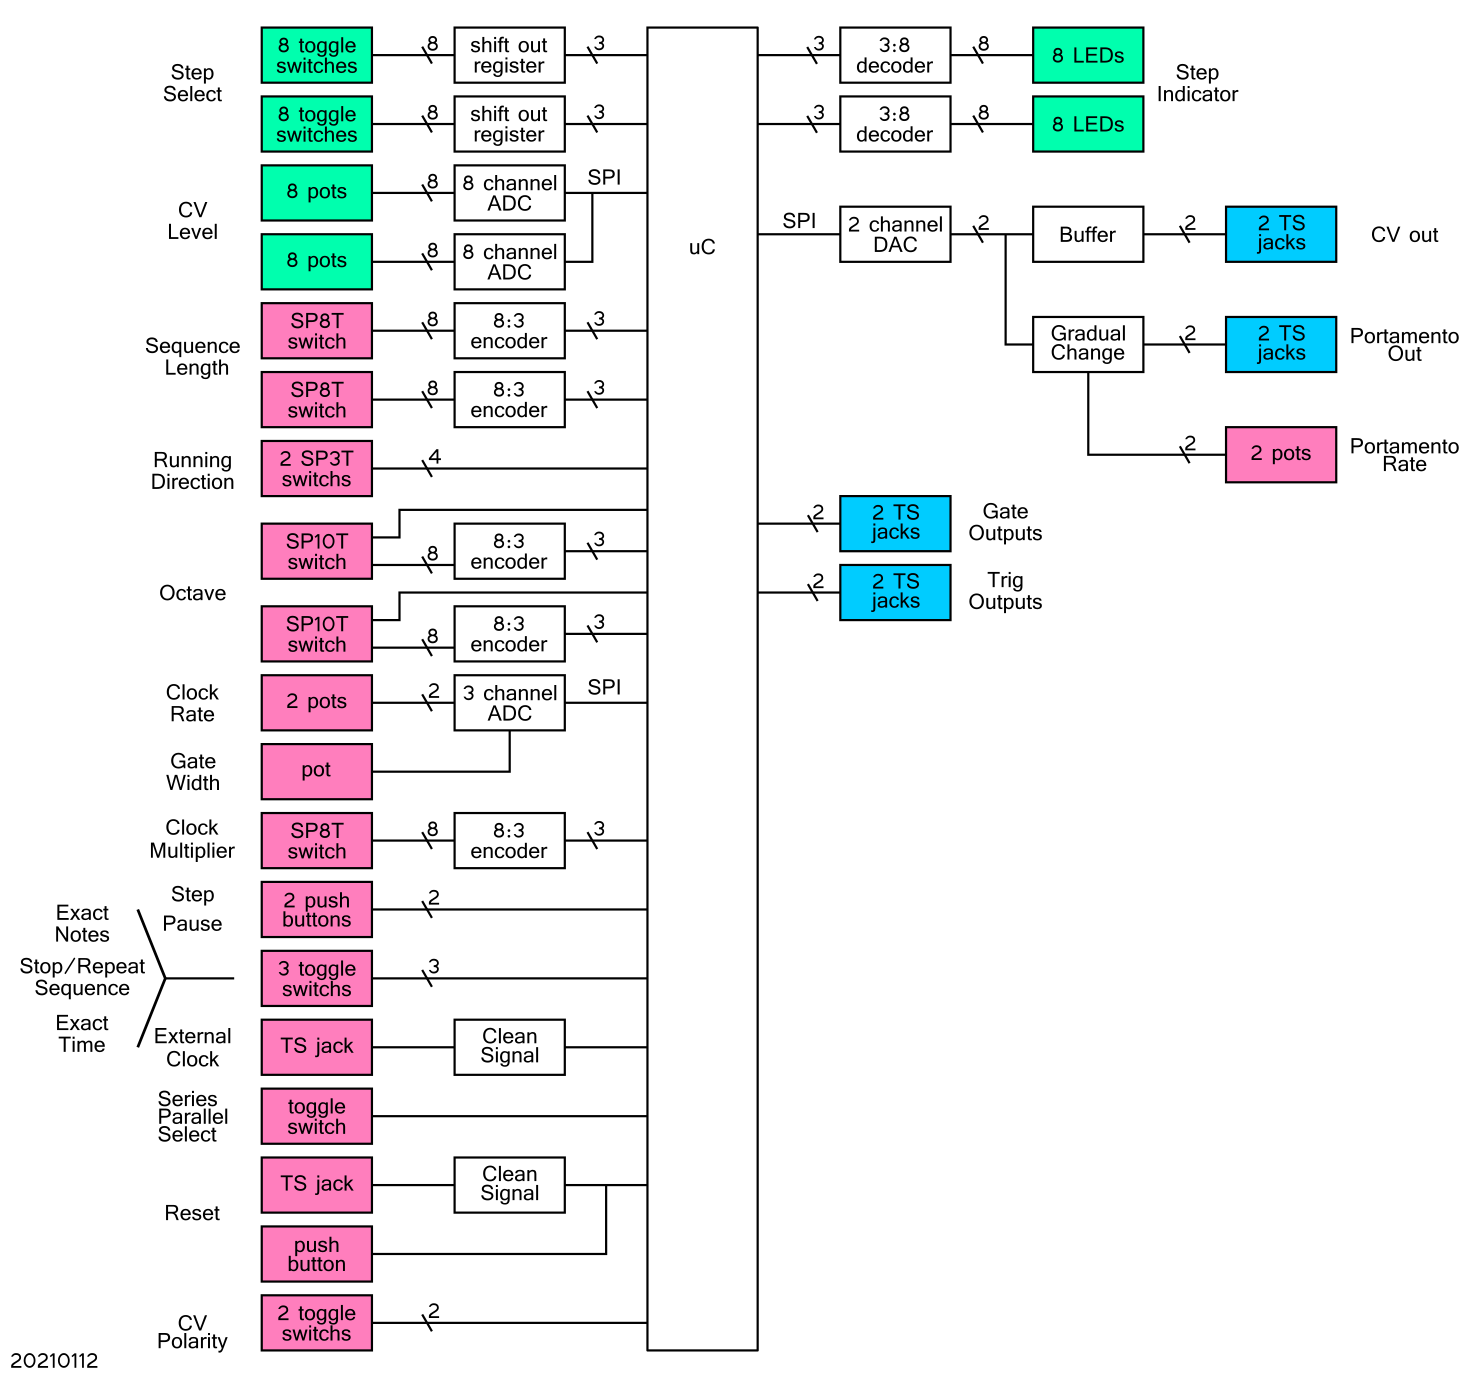 Step
Select
8 toggle
switches
8
shift out
register
3
8 toggle
switches
8
shift out
register
3
CV
Level
8 pots
8
8 channel
ADC
SPI
8 pots
8
8 channel
ADC
Sequence
Length
SP8T
switch
8
8:3
encoder
3
SP8T
switch
8
8:3
encoder
3
Running
Direction
2 SP3T
switchs
4
Octave
SP10T
switch
8
8:3
encoder
3
SP10T
switch
8
8:3
encoder
3
Clock
Rate
2 pots
2
3 channel
ADC
SPI
Gate
Width
pot
Clock
Multiplier
SP8T
switch
8
8:3
encoder
3
Step
Pause
2 push
buttons
2
Exact
Notes
Stop/Repeat
Sequence
Exact
Time
3 toggle
switchs
3
External
Clock
TS jack
Clean
Signal
Series
Parallel
Select
toggle
switch
Reset
TS jack
Clean
Signal
push
button
CV
Polarity
2 toggle
switchs
2
uC
3
3:8
decoder
8
8 LEDs
Step
Indicator
3
3:8
decoder
8
8 LEDs
SPI
2 channel
DAC
2
Buffer
2
2 TS
jacks
CV out
Gradual
Change
2
2 TS
jacks
Portamento
Out
2
2 pots
Portamento
Rate
2
2 TS
jacks
Gate
Outputs
2
2 TS
jacks
Trig
Outputs
20210112